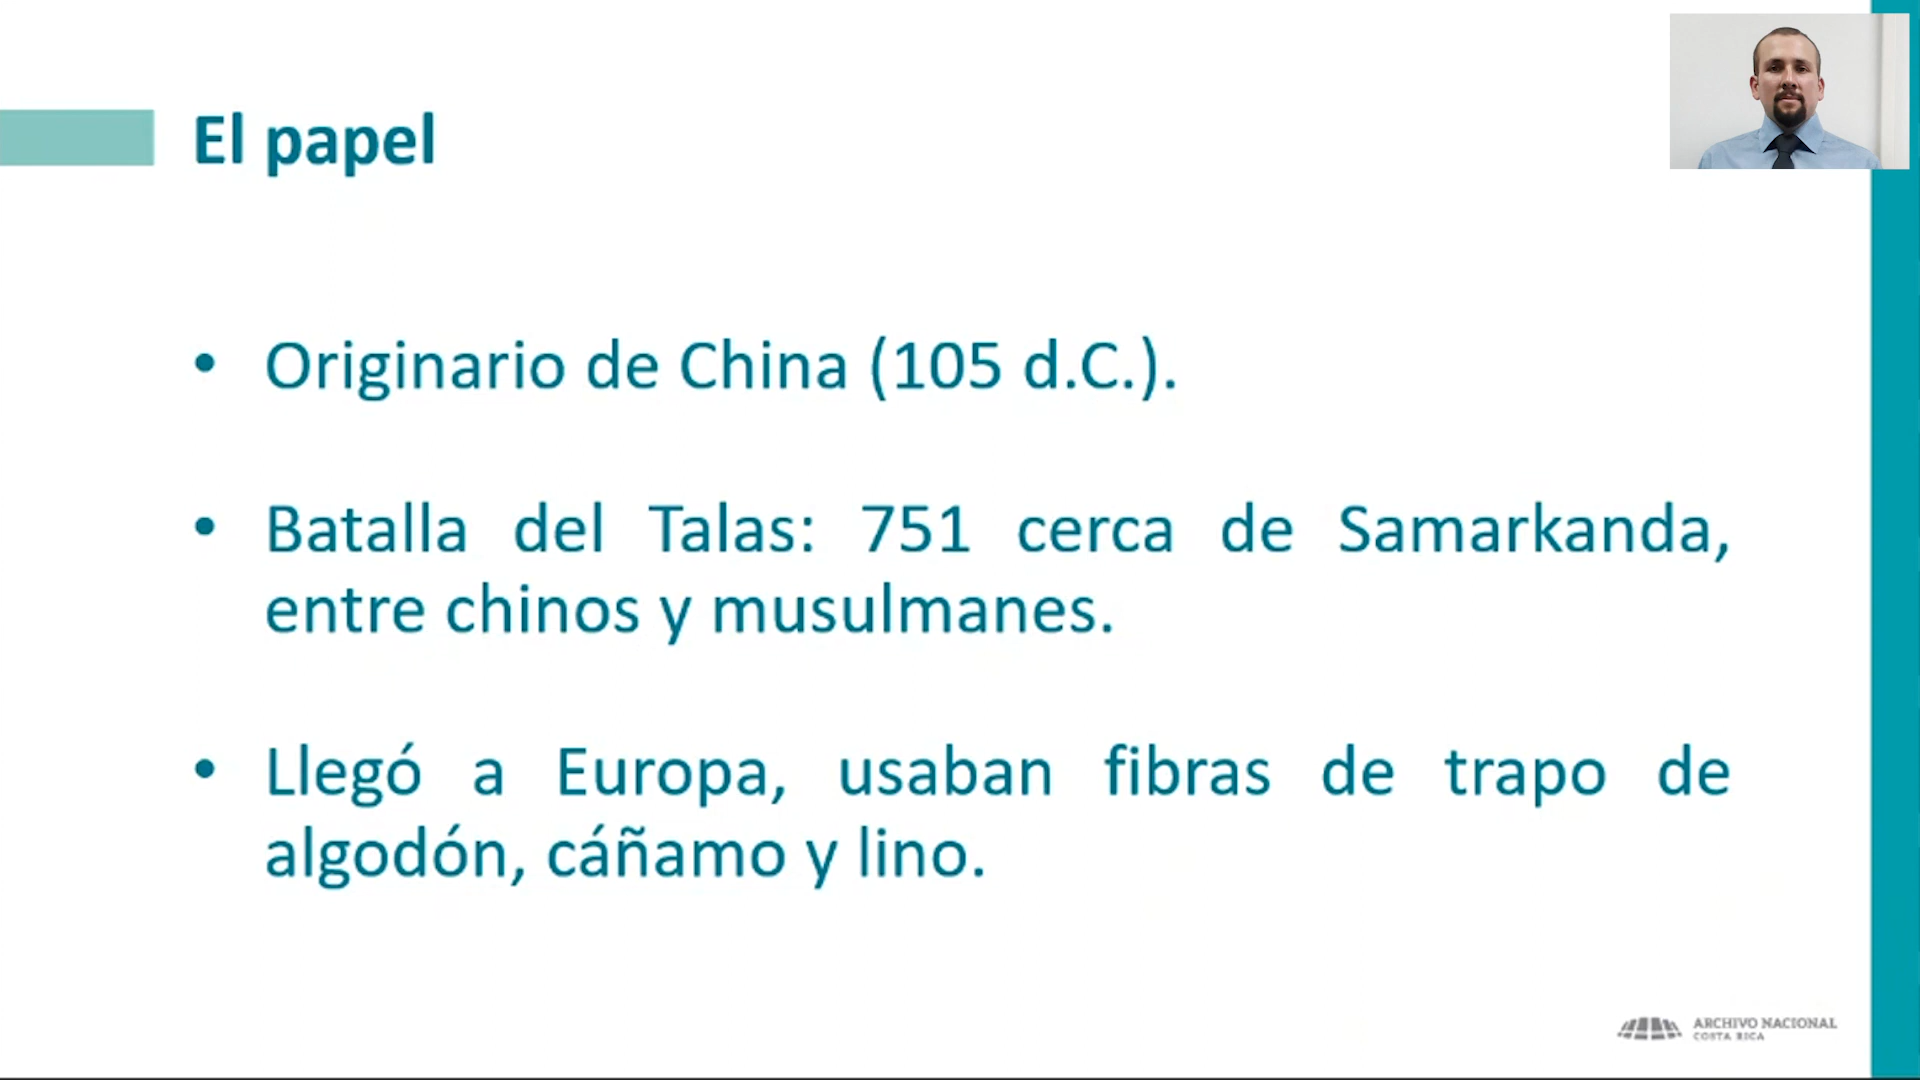 El papel
• Originario de China (105 d.C.).
• Batalla del Talas: 751 cerca de Samarkanda,
entre chinos y musulmanes.
• Llegó a Europa, usaban fibras de trapo de
algodón, cáñamo y lino.
ARCHIVO NACIONAL
COSTA RICA